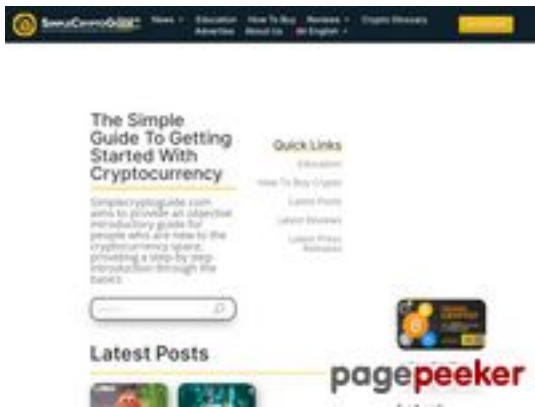 SimpleCryptoGuide
News Education How To Buy Reviews Crypto Glossary
Advertise About Us English
The Simple
Guide To Getting
Started With
Cryptocurrency
Quick Links
Education
How To Buy Crypto
Latest Posts
Latest Reviews
Latest Press
Releases
Simplecryptoguide.com
aims to provide an objective
introductory guide for
people who are new to the
cryptocurrency space,
providing a step by step
introduction through the
basics
Latest Posts
pagepeeker